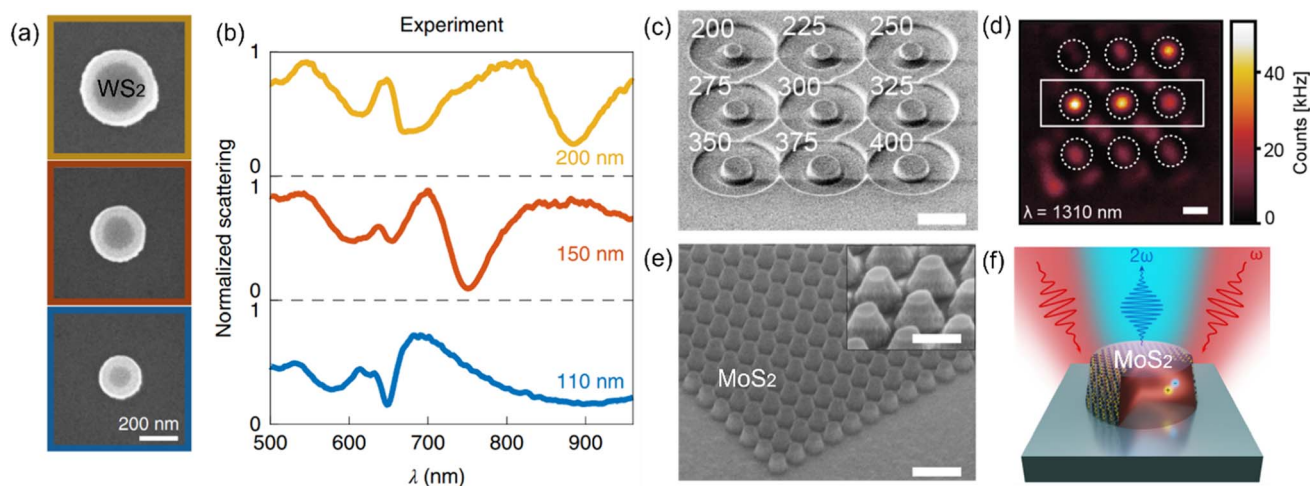 (a)
WS2
200 nm
(b)
Experiment
Normalized scattering
1
0
200 nm
1
0
150 nm
1
0
110 nm
500 600 700 800 900
λ (nm)
(c)
200 225 250
275 300 325
350 375 400
(d)
λ = 1310 nm
40
20
0
Counts [kHz]
(e)
MoS2
(f)
2ω
ω
MoS2